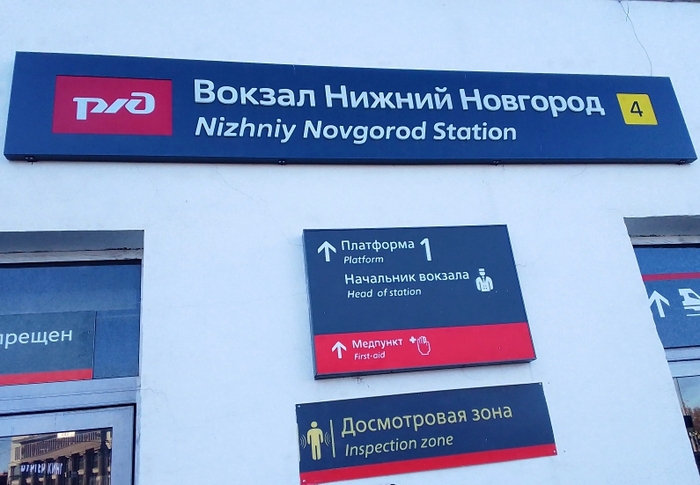 ржд
Вокзал Нижний Новгород 4
Nizhniy Novgorod Station
Платформа 1
Platform
Начальник вокзала
Head of station
Медпункт
First-aid
Досмотровая зона
Inspection zone
прещен